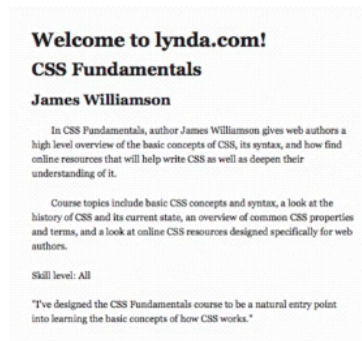 Welcome to lynda.com!
CSS Fundamentals
James Williamson
In CSS Fundamentals, author James Williamson gives web authors a
high level overview of the basic concepts of CSS, its syntax, and how find
online resources that will help write CSS as well as deepen their
understanding of it.
Course topics include basic CSS concepts and syntax, a look at the
history of CSS and its current state, an overview of common CSS properties
and terms, and a look at online CSS resources designed specifically for web
authors.
Skill level: All
"I've designed the CSS Fundamentals course to be a natural entry point
into learning the basic concepts of how CSS works."